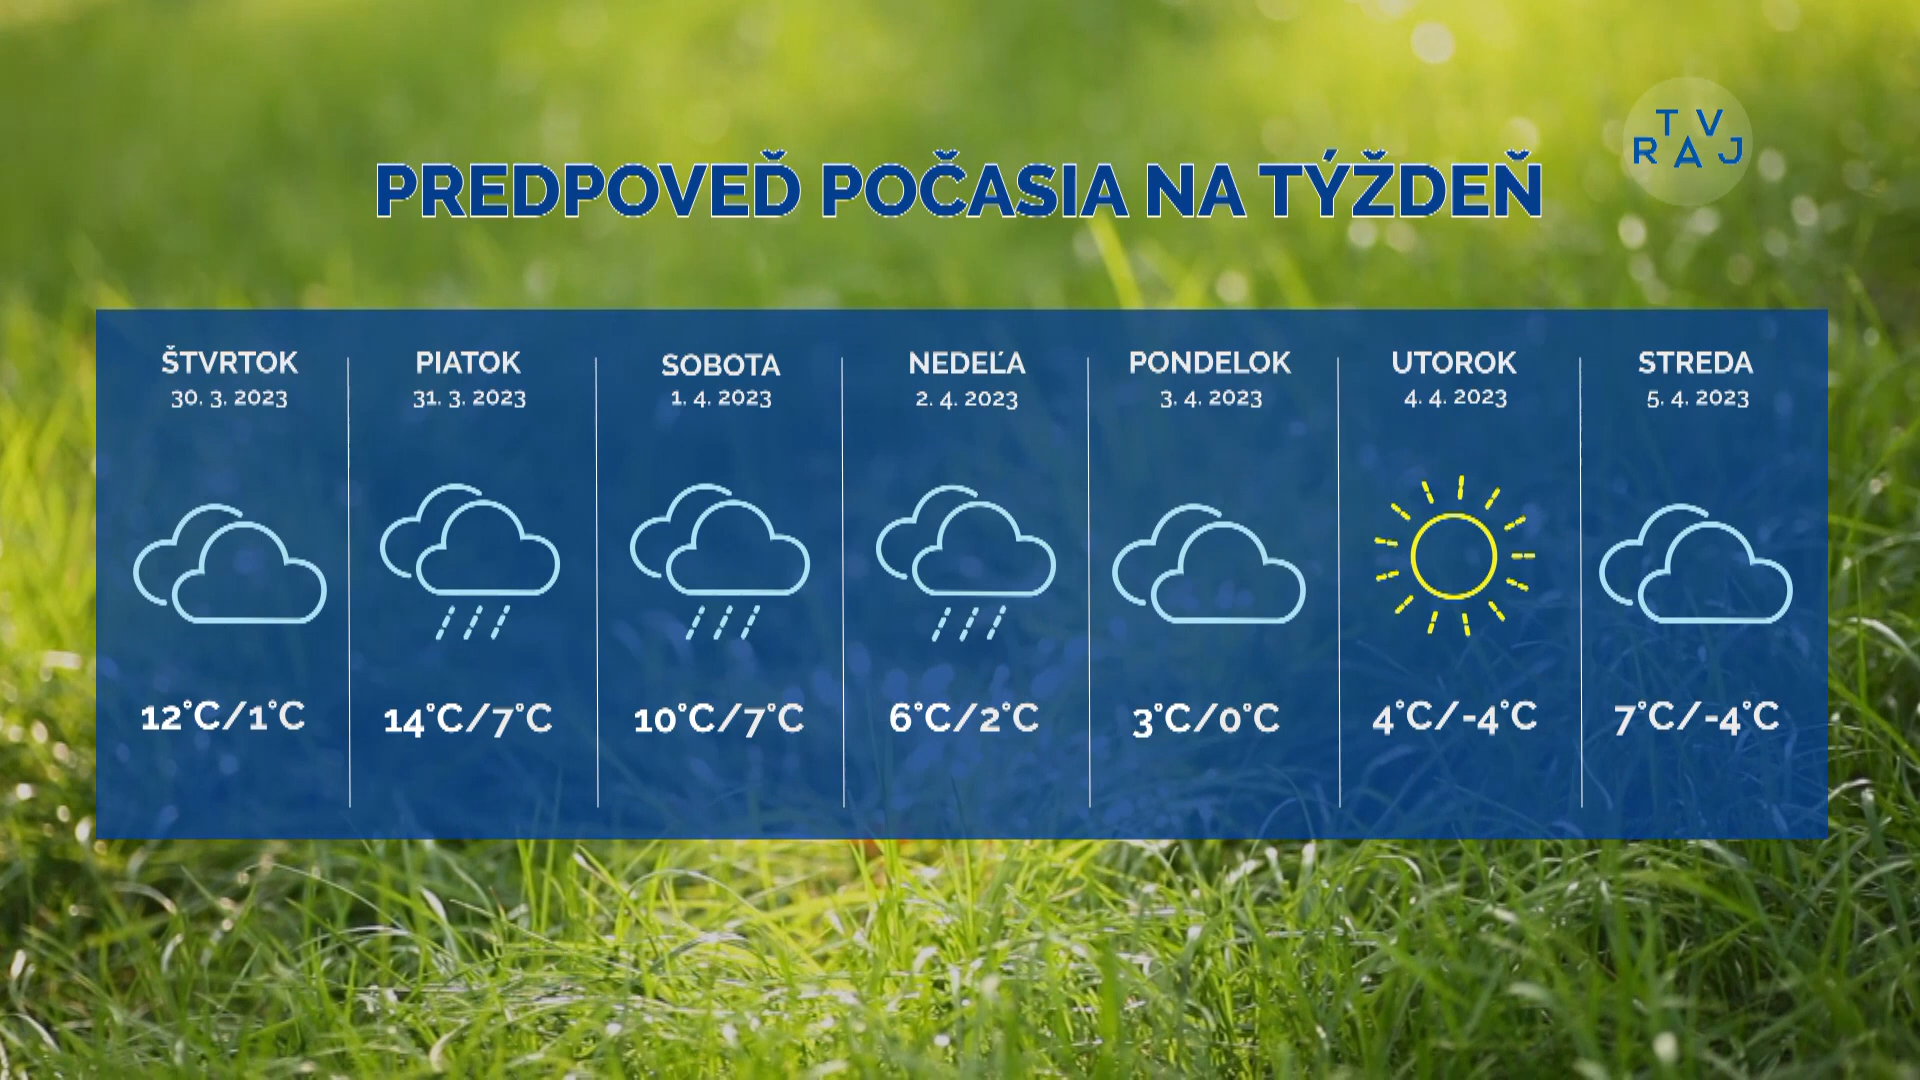 TV
RAJ
PREDPOVEĎ POČASIA NA TÝŽDEŇ
ŠTVRTOK
30. 3. 2023
12°C/1°C
PIATOK
31. 3. 2023
14°C/7°C
SOBOTA
1. 4. 2023
10°C/7°C
NEDEĽA
2. 4. 2023
6°C/2°C
PONDELOK
3. 4. 2023
3°C/0°C
UTOROK
4. 4. 2023
4°C/-4°C
STREDA
5. 4. 2023
7°C/-4°C